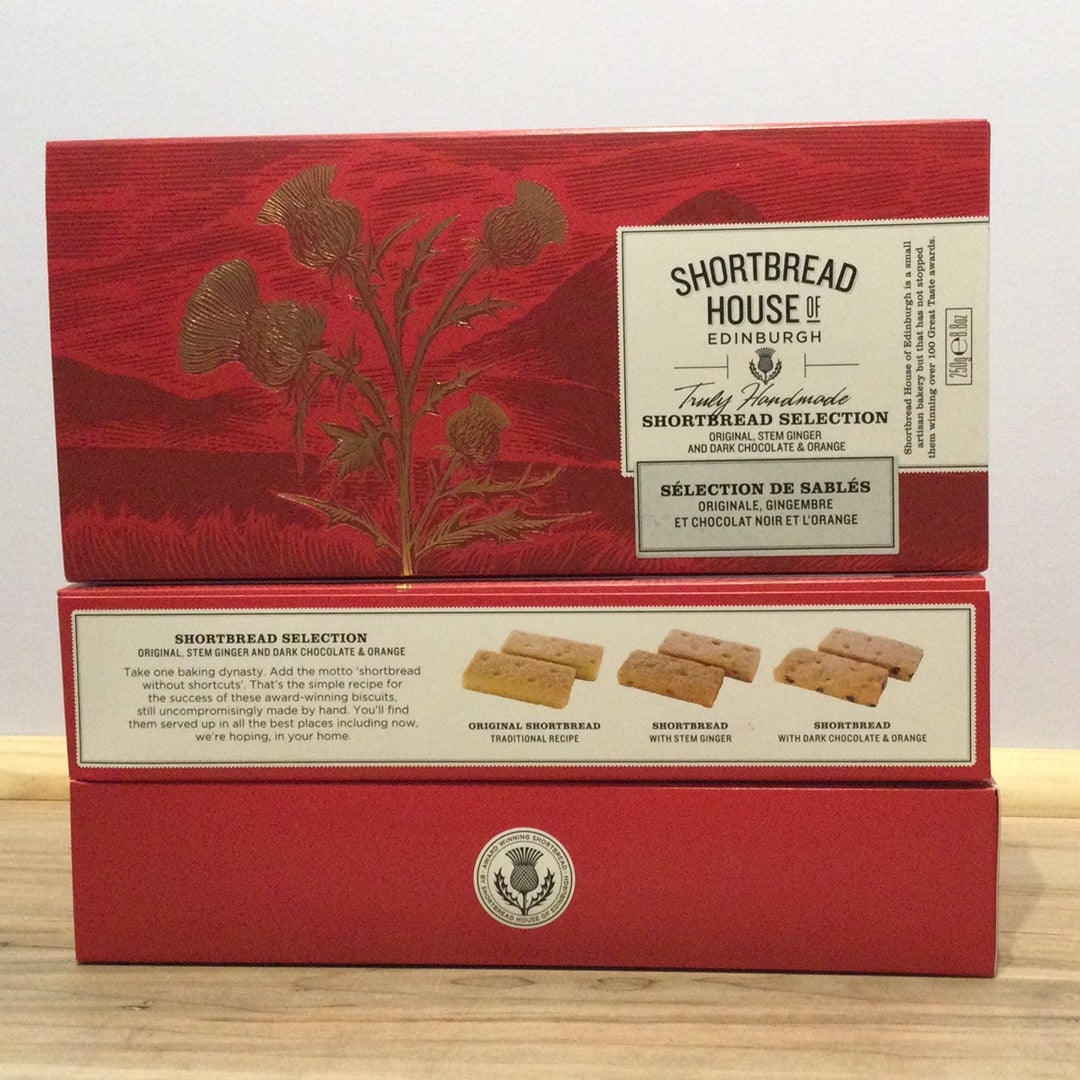 SHORTBREAD
HOUSE OF
EDINBURGH
Truly Handmade
SHORTBREAD SELECTION
ORIGINAL, STEM GINGER
AND DARK CHOCOLATE & ORANGE
Shortbread House of Edinburgh is a small
artisan bakery but that has not stopped
them winning over 100 Great Taste awards.
250g e 8.8oz
SÉLECTION DE SABLÉS
ORIGINALE, GINGEMBRE
ET CHOCOLAT NOIR ET L'ORANGE
SHORTBREAD SELECTION
ORIGINAL, STEM GINGER AND DARK CHOCOLATE & ORANGE
Take one baking dynasty. Add the motto 'shortbread
without shortcuts'. That's the simple recipe for
the success of these award-winning biscuits,
still uncompromisingly made by hand. You'll find
them served up in all the best places including now,
we're hoping, in your home.
ORIGINAL SHORTBREAD
TRADITIONAL RECIPE
SHORTBREAD
WITH STEM GINGER
SHORTBREAD
WITH DARK CHOCOLATE & ORANGE
AWARD WINNING SHORTBREAD
BY SHORTBREAD HOUSE OF EDINBURGH